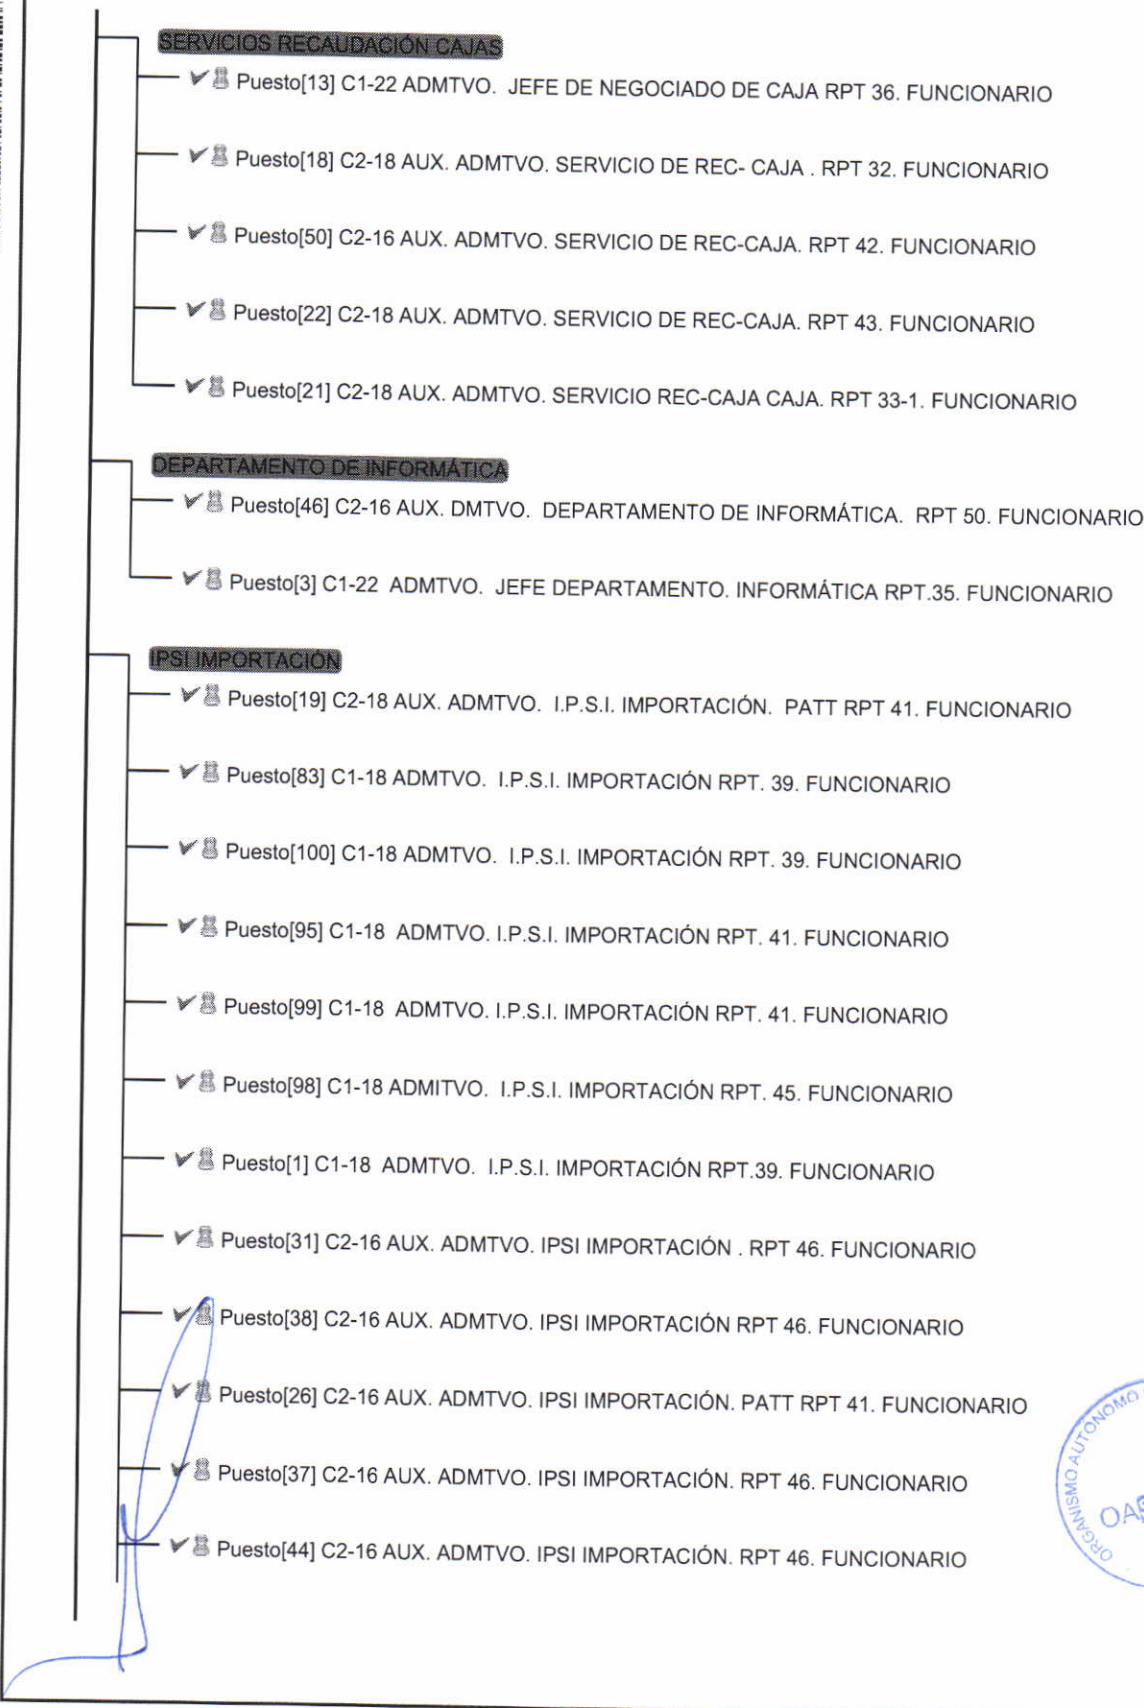 SERVICIOS RECAUDACIÓN CAJAS
Puesto[13] C1-22 ADMTVO. JEFE DE NEGOCIADO DE CAJA RPT 36. FUNCIONARIO
Puesto[18] C2-18 AUX. ADMTVO. SERVICIO DE REC- CAJA . RPT 32. FUNCIONARIO
Puesto[50] C2-16 AUX. ADMTVO. SERVICIO DE REC-CAJA. RPT 42. FUNCIONARIO
Puesto[22] C2-18 AUX. ADMTVO. SERVICIO DE REC-CAJA. RPT 43. FUNCIONARIO
Puesto[21] C2-18 AUX. ADMTVO. SERVICIO REC-CAJA CAJA. RPT 33-1. FUNCIONARIO
DEPARTAMENTO DE INFORMÁTICA
Puesto[46] C2-16 AUX. DMTVO. DEPARTAMENTO DE INFORMÁTICA. RPT 50. FUNCIONARIO
Puesto[3] C1-22 ADMTVO. JEFE DEPARTAMENTO. INFORMÁTICA RPT.35. FUNCIONARIO
IPSI IMPORTACIÓN
Puesto[19] C2-18 AUX. ADMTVO. I.P.S.I. IMPORTACIÓN. PATT RPT 41. FUNCIONARIO
Puesto[83] C1-18 ADMTVO. I.P.S.I. IMPORTACIÓN RPT. 39. FUNCIONARIO
Puesto[100] C1-18 ADMTVO. I.P.S.I. IMPORTACIÓN RPT. 39. FUNCIONARIO
Puesto[95] C1-18 ADMTVO. I.P.S.I. IMPORTACIÓN RPT. 41. FUNCIONARIO
Puesto[99] C1-18 ADMTVO. I.P.S.I. IMPORTACIÓN RPT. 41. FUNCIONARIO
Puesto[98] C1-18 ADMITVO. I.P.S.I. IMPORTACIÓN RPT. 45. FUNCIONARIO
Puesto[1] C1-18 ADMTVO. I.P.S.I. IMPORTACIÓN RPT.39. FUNCIONARIO
Puesto[31] C2-16 AUX. ADMTVO. IPSI IMPORTACIÓN . RPT 46. FUNCIONARIO
Puesto[38] C2-16 AUX. ADMTVO. IPSI IMPORTACIÓN RPT 46. FUNCIONARIO
Puesto[26] C2-16 AUX. ADMTVO. IPSI IMPORTACIÓN. PATT RPT 41. FUNCIONARIO
Puesto[37] C2-16 AUX. ADMTVO. IPSI IMPORTACIÓN. RPT 46. FUNCIONARIO
Puesto[44] C2-16 AUX. ADMTVO. IPSI IMPORTACIÓN. RPT 46. FUNCIONARIO
ORGANISMO AUTÓNOMO